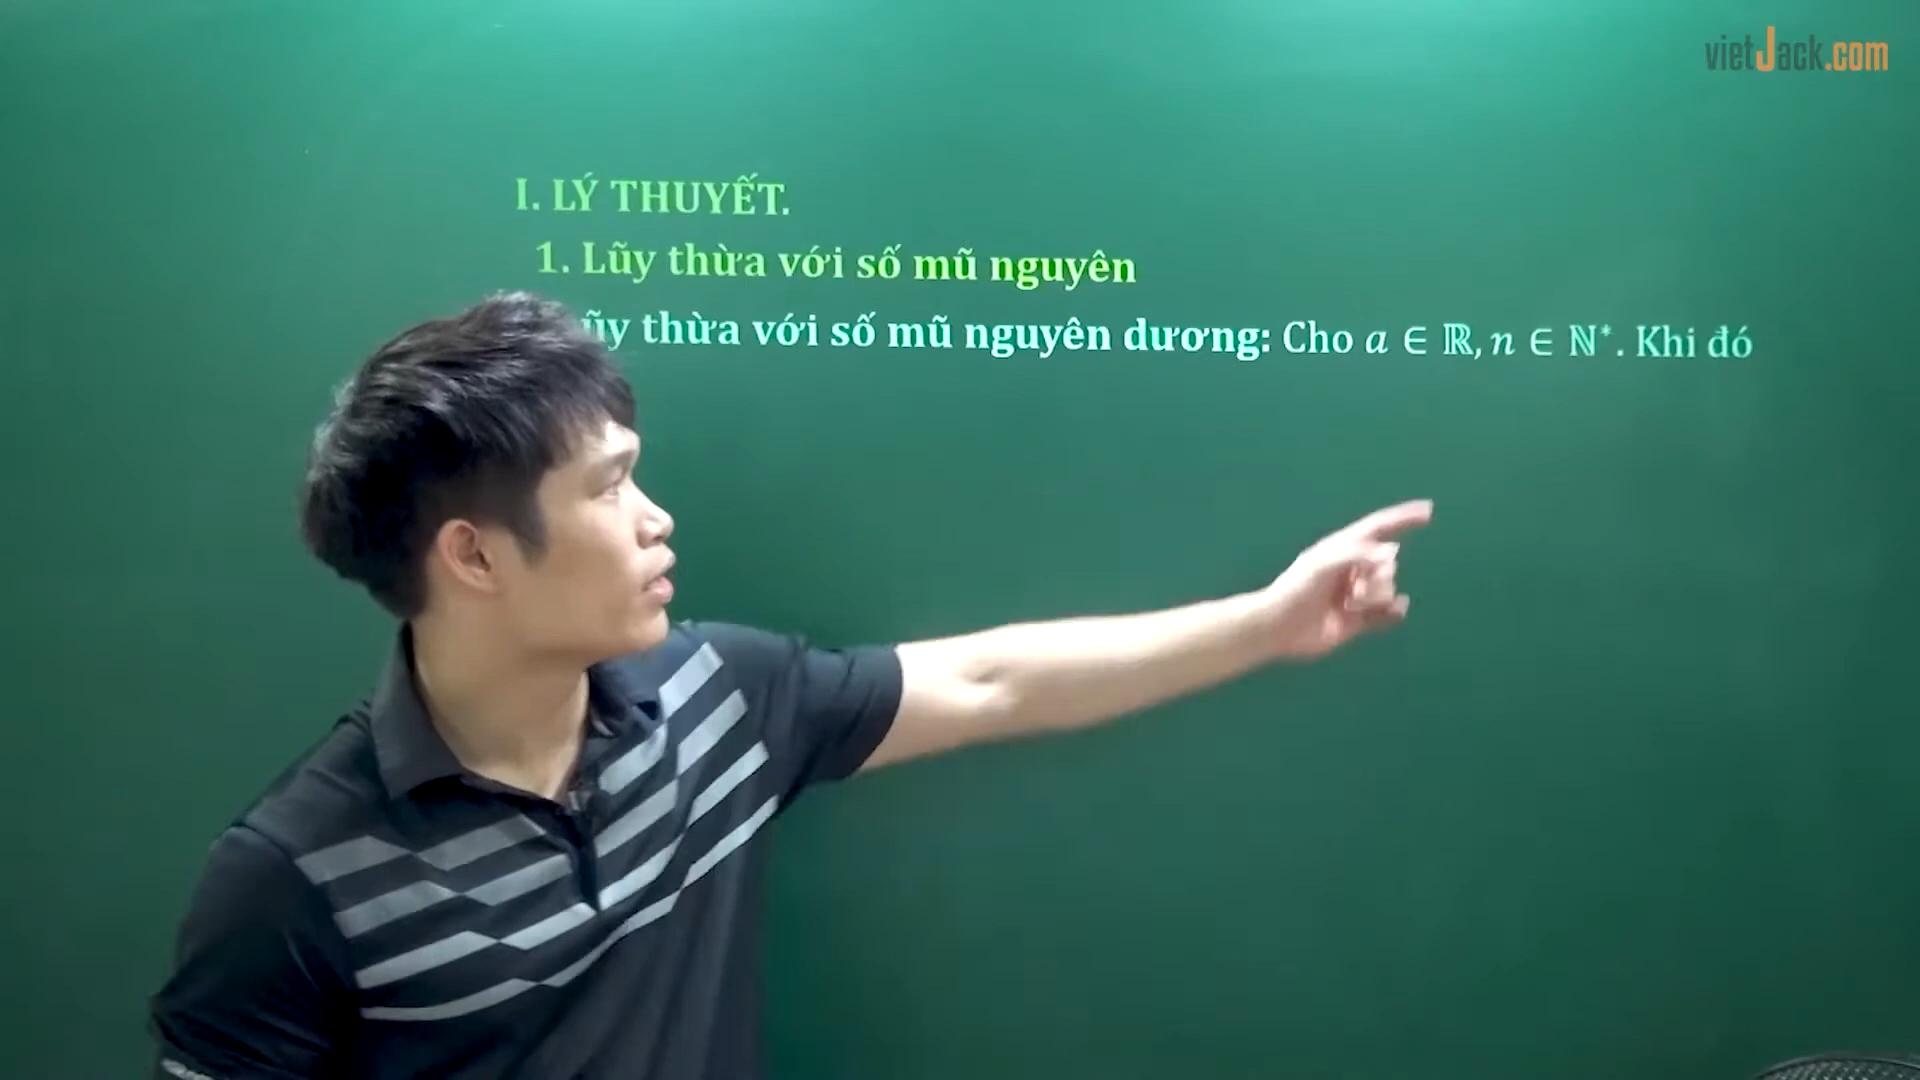 vietJack.com
I. LÝ THUYẾT.
1. Lũy thừa với số mũ nguyên
thừa với số mũ nguyên dương: Cho a ∈ ℝ, n ∈ ℕ*. Khi đó